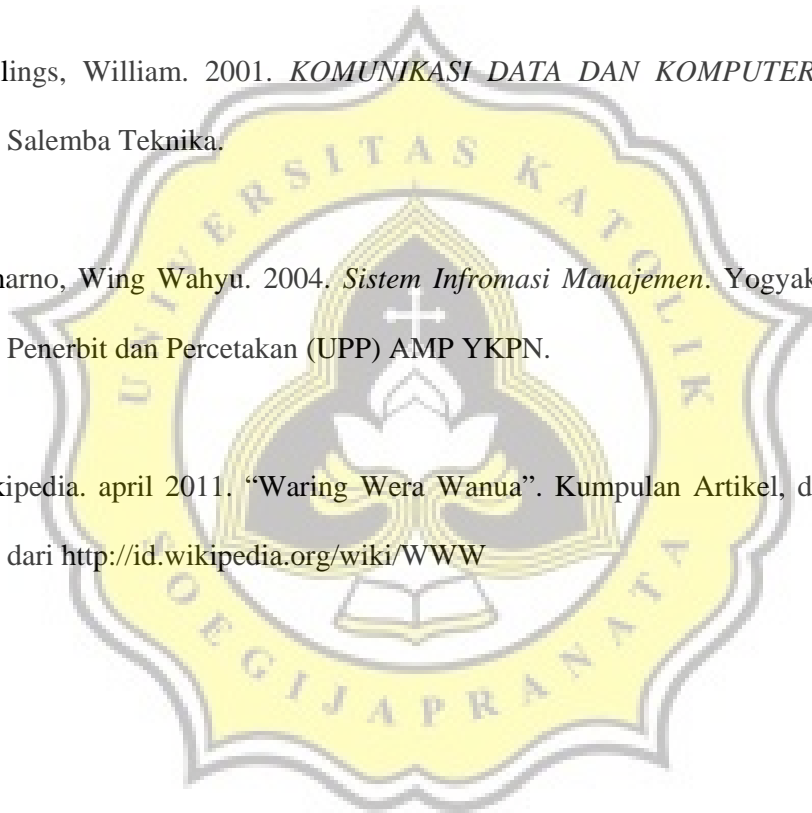 lings, William. 2001. KOMUNIKASI DATA DAN KOMPUTER
Salemba Teknika.
narno, Wing Wahyu. 2004. Sistem Infromasi Manajemen. Yogyak
Penerbit dan Percetakan (UPP) AMP YKPN.
kipedia. april 2011. “Waring Wera Wanua”. Kumpulan Artikel, d
dari http://id.wikipedia.org/wiki/WWW
UNIVERSITAS KATOLIK
SOEGIJAPRANATA